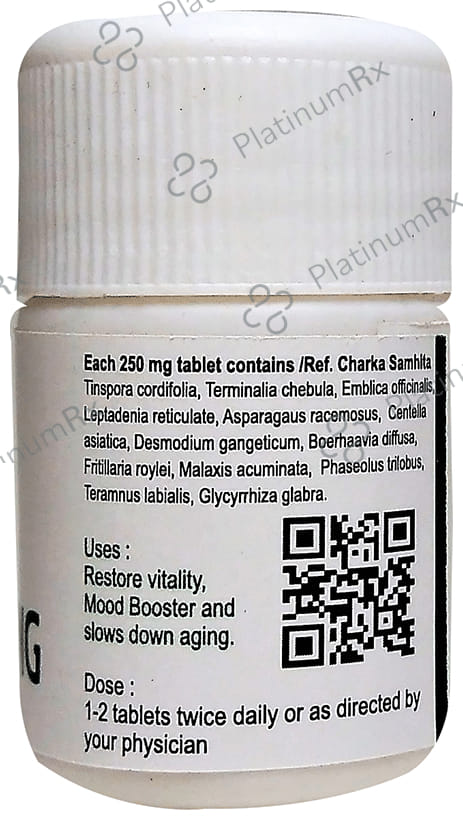 PlatinumRx
PlatinumRx
PlatinumRx
Each 250 mg tablet contains /Ref. Charka Samhita
Tinspora cordifolia, Terminalia chebula, Emblica officinalis,
Leptadenia reticulate, Asparagaus racemosus, Centella
asiatica, Desmodium gangeticum, Boerhaavia diffusa,
Fritillaria roylei, Malaxis acuminata, Phaseolus trilobus,
Teramnus labialis, Glycyrrhiza glabra.
Uses :
Restore vitality,
Mood Booster and
slows down aging.
Dose :
1-2 tablets twice daily or as directed by
your physician